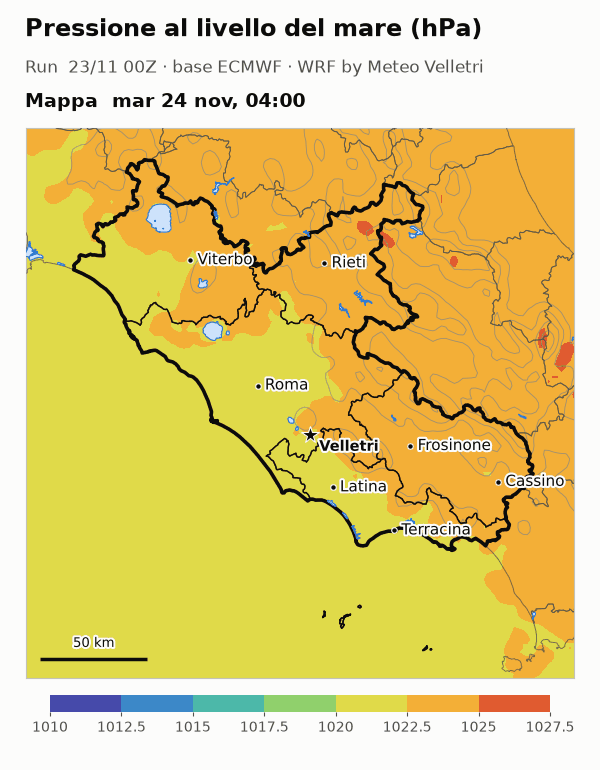 Pressione al livello del mare (hPa)
Run  23/11 00Z · base ECMWF · WRF by Meteo Velletri
Mappa  mar 24 nov, 04:00
Viterbo
Rieti
Roma
Velletri
Frosinone
Cassino
Latina
Terracina
50 km
1010 1012.5 1015 1017.5 1020 1022.5 1025 1027.5